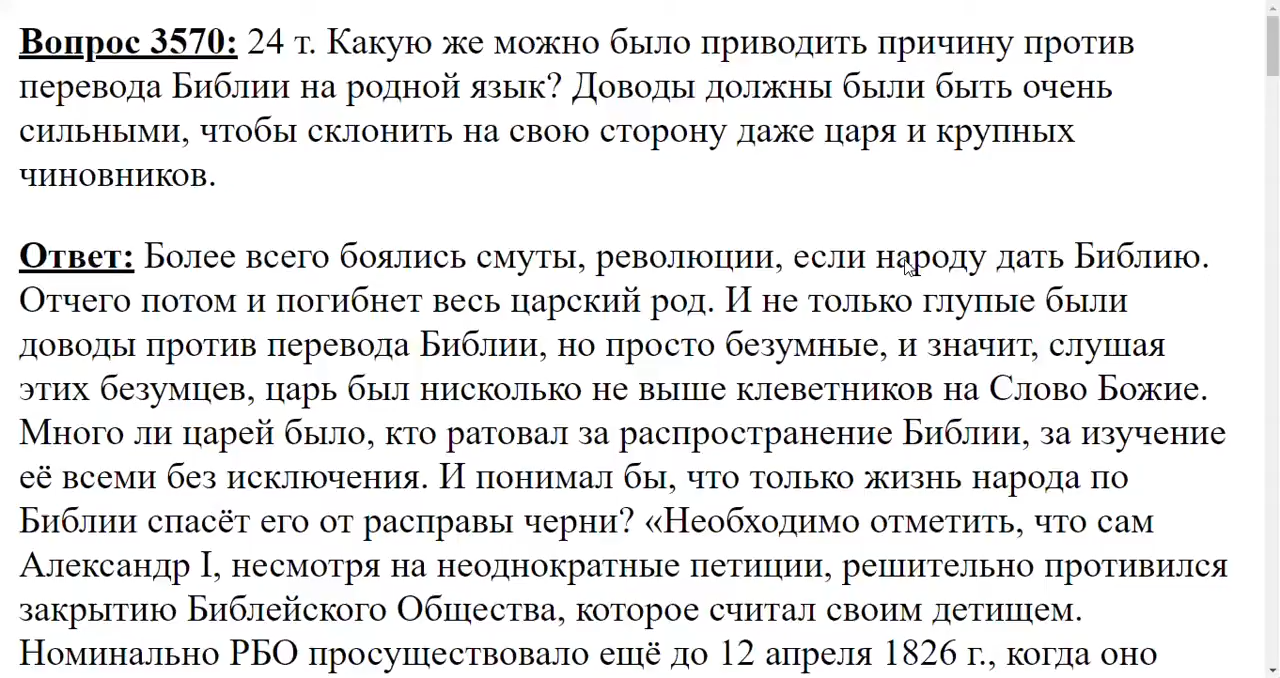 Вопрос 3570: 24 т. Какую же можно было приводить причину против
перевода Библии на родной язык? Доводы должны были быть очень
сильными, чтобы склонить на свою сторону даже царя и крупных
чиновников.
Ответ: Более всего боялись смуты, революции, если народу дать Библию.
Отчего потом и погибнет весь царский род. И не только глупые были
доводы против перевода Библии, но просто безумные, и значит, слушая
этих безумцев, царь был нисколько не выше клеветников на Слово Божие.
Много ли царей было, кто ратовал за распространение Библии, за изучение
её всеми без исключения. И понимал бы, что только жизнь народа по
Библии спасёт его от расправы черни? «Необходимо отметить, что сам
Александр I, несмотря на неоднократные петиции, решительно противился
закрытию Библейского Общества, которое считал своим детищем.
Номинально РБО просуществовало ещё до 12 апреля 1826 г., когда оно